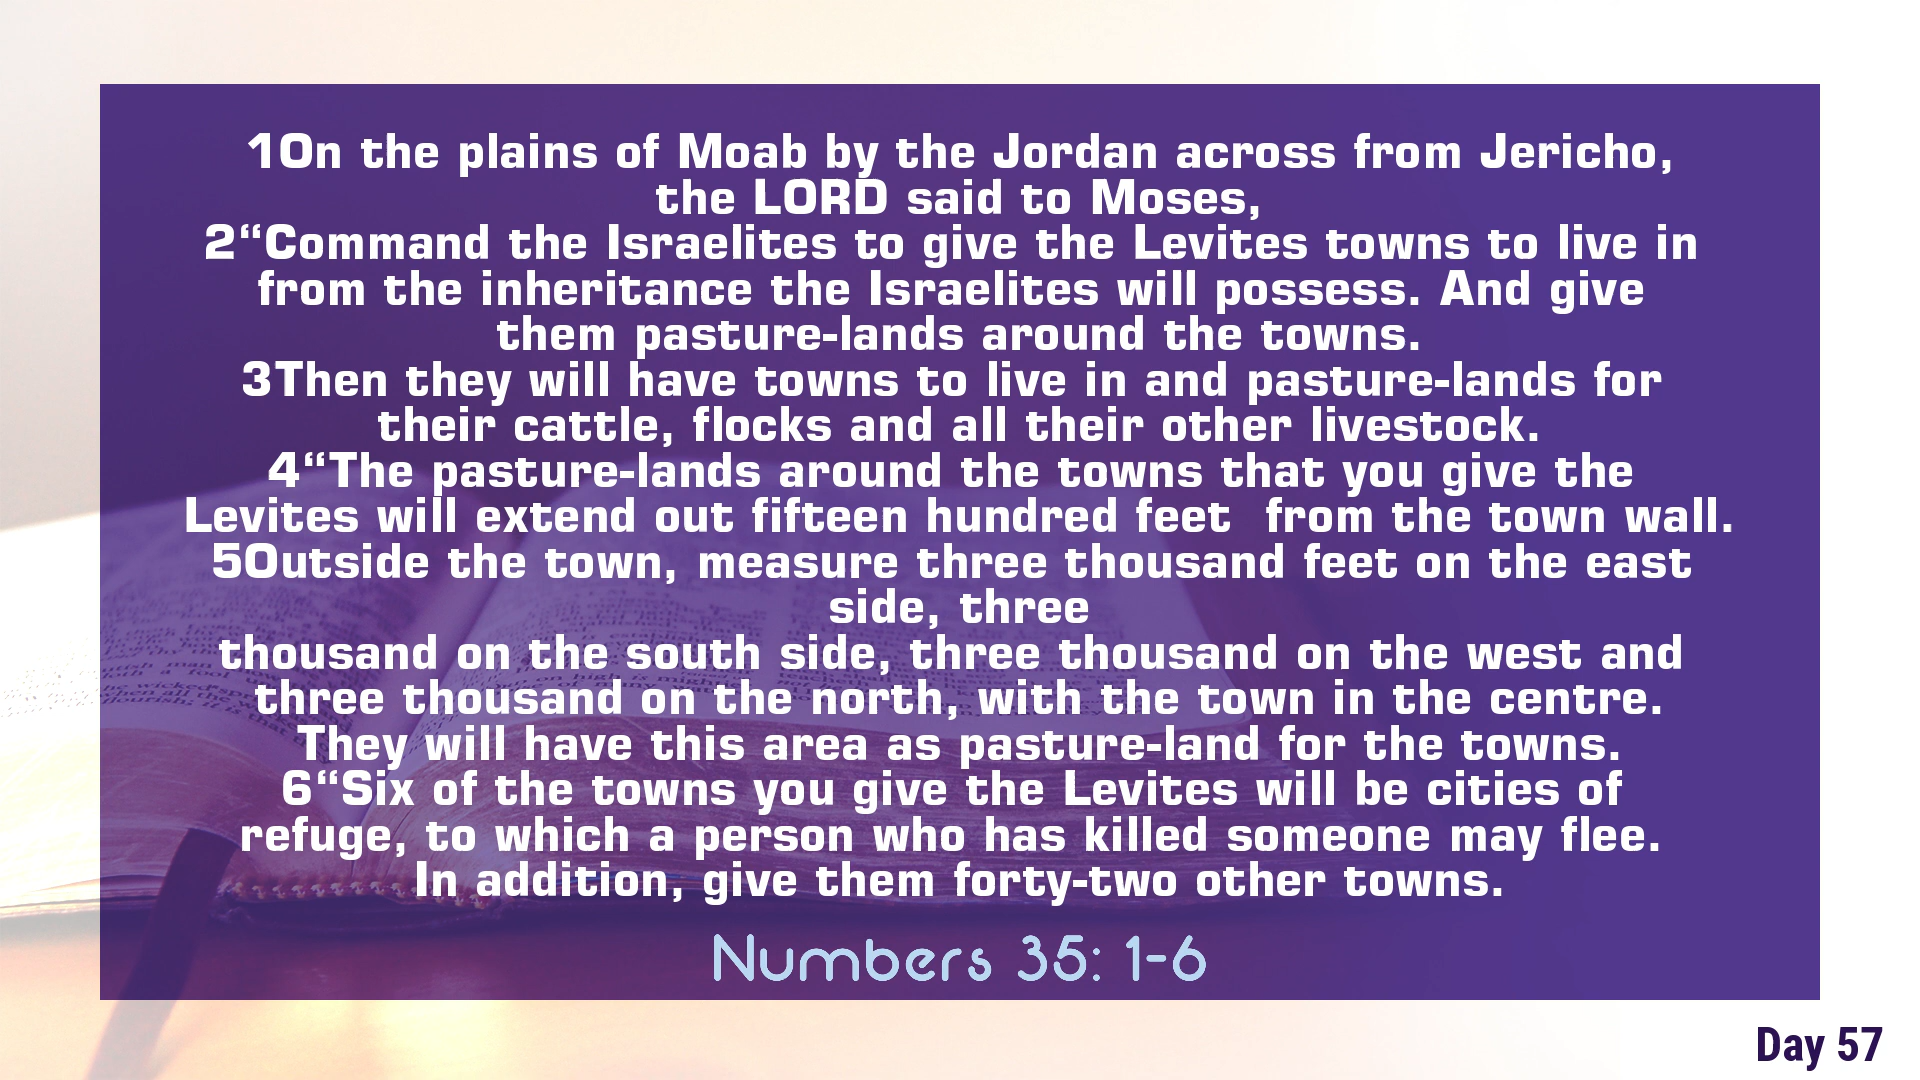 1On the plains of Moab by the Jordan across from Jericho,
the LORD said to Moses,
2“Command the Israelites to give the Levites towns to live in
from the inheritance the Israelites will possess. And give
them pasture-lands around the towns.
3Then they will have towns to live in and pasture-lands for
their cattle, flocks and all their other livestock.
4“The pasture-lands around the towns that you give the
Levites will extend out fifteen hundred feet  from the town wall.
5Outside the town, measure three thousand feet on the east
side, three
thousand on the south side, three thousand on the west and
three thousand on the north, with the town in the centre.
They will have this area as pasture-land for the towns.
6“Six of the towns you give the Levites will be cities of
refuge, to which a person who has killed someone may flee.
In addition, give them forty-two other towns.
Numbers 35: 1-6
Day 57